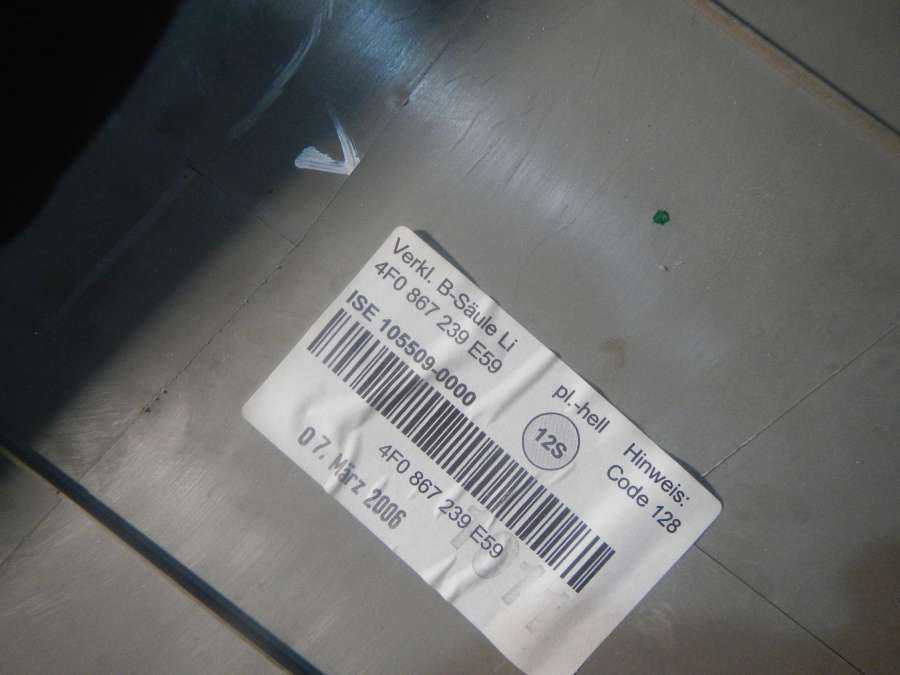 Verkl. B-Säule Li
4F0 867 239 E59
pl.-hell
Hinweis:
ISE 105509-0000
12S
Code 128
4F0 867 239 E59
07. März 2006